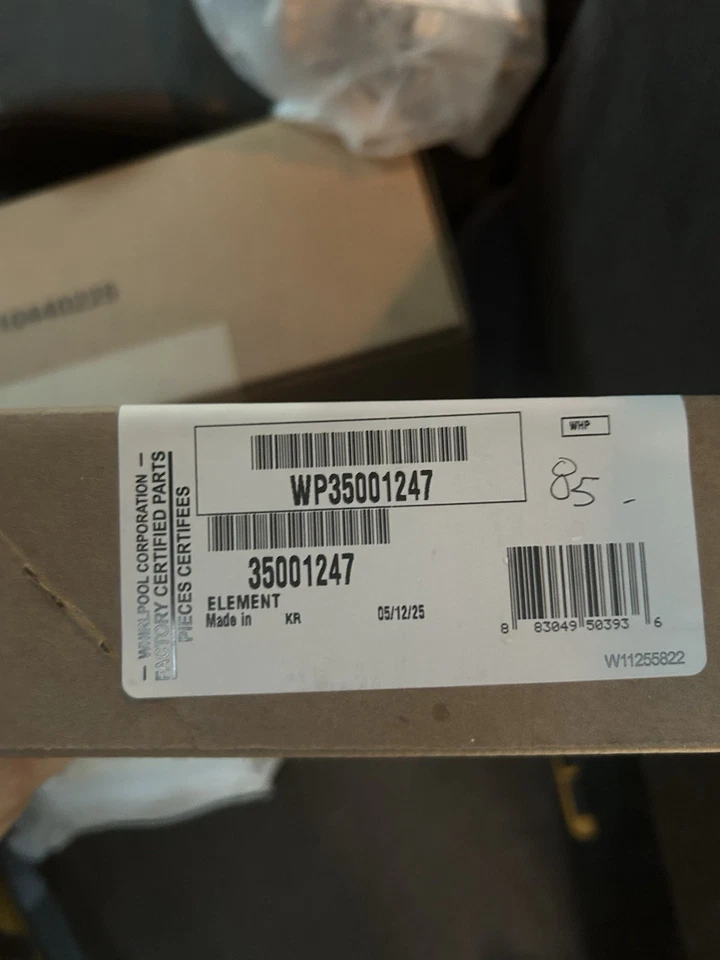 — WHIRLPOOL CORPORATION —
FACTORY CERTIFIED PARTS
PIECES CERTIFEES
WP35001247
35001247
ELEMENT
Made in KR 05/12/25
WHP
85 -
8 83049 50393 6
W11255822